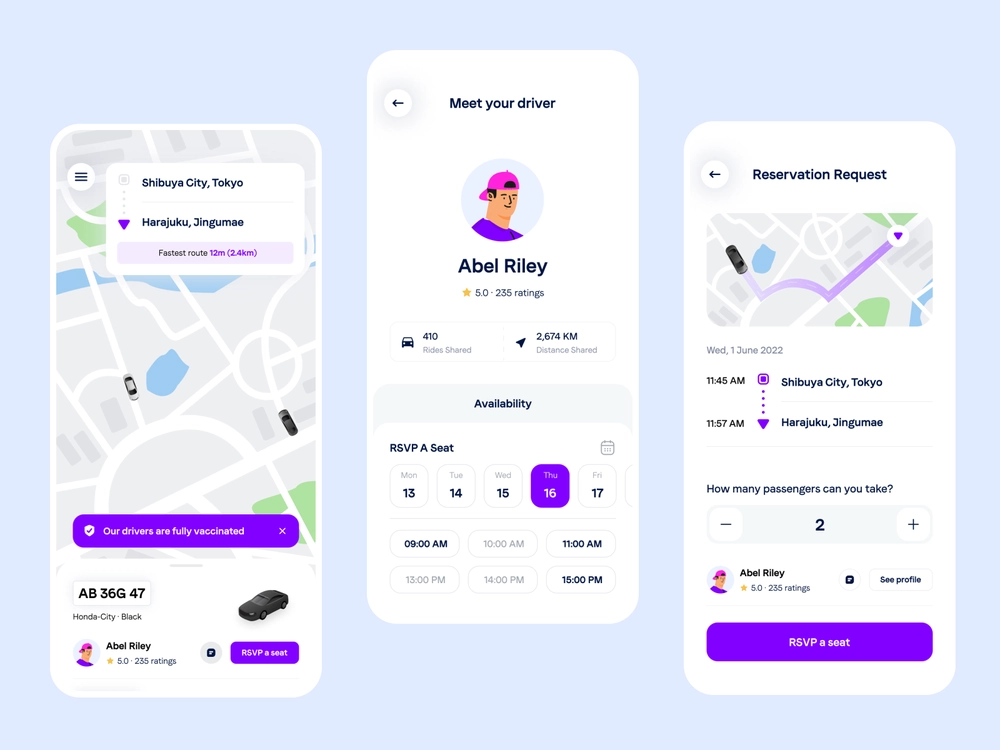 Shibuya City, Tokyo
Harajuku, Jingumae
Fastest route 12m (2.4km)
Our drivers are fully vaccinated
AB 36G 47
Honda-City · Black
Abel Riley
5.0 · 235 ratings
RSVP a seat
Meet your driver
Abel Riley
5.0 · 235 ratings
410
Rides Shared
2,674 KM
Distance Shared
Availability
RSVP A Seat
Mon Tue Wed Thu Fri
13 14 15 16 17
09:00 AM 10:00 AM 11:00 AM
13:00 PM 14:00 PM 15:00 PM
Reservation Request
Wed, 1 June 2022
11:45 AM Shibuya City, Tokyo
11:57 AM Harajuku, Jingumae
How many passengers can you take?
2
Abel Riley
5.0 · 235 ratings
See profile
RSVP a seat